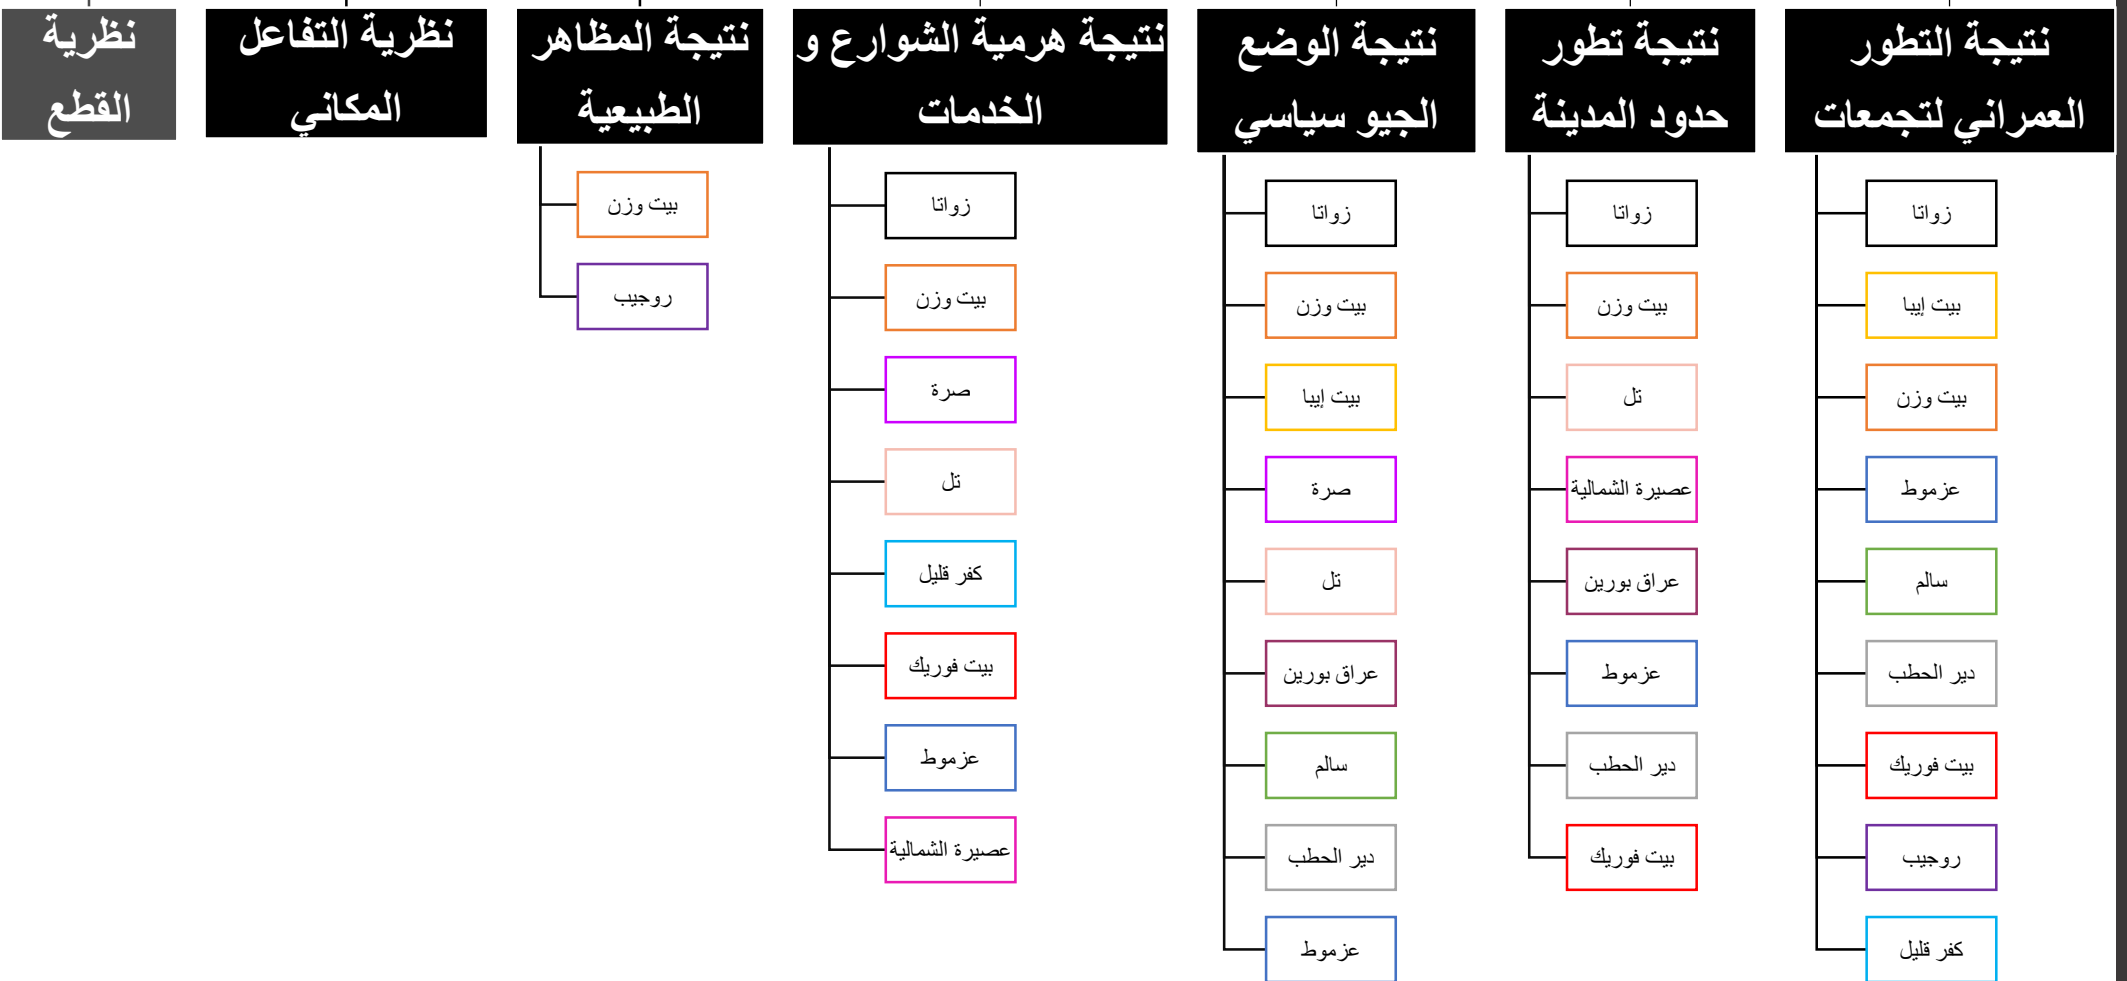 نتيجة التطور
العمراني لتجمعات
زواتا
بيت إيبا
بيت وزن
عزموط
سالم
دير الحطب
بيت فوريك
روجيب
كفر قليل
نتيجة تطور
حدود المدينة
زواتا
بيت وزن
تل
عصيرة الشمالية
عراق بورين
عزموط
دير الحطب
بيت فوريك
نتيجة الوضع
الجيو سياسي
زواتا
بيت وزن
بيت إيبا
صرة
تل
عراق بورين
سالم
دير الحطب
عزموط
نتيجة هرمية الشوارع و
الخدمات
زواتا
بيت وزن
صرة
تل
كفر قليل
بيت فوريك
عزموط
عصيرة الشمالية
نتيجة المظاهر
الطبيعية
بيت وزن
روجيب
نظرية التفاعل
المكاني
نظرية
القطع